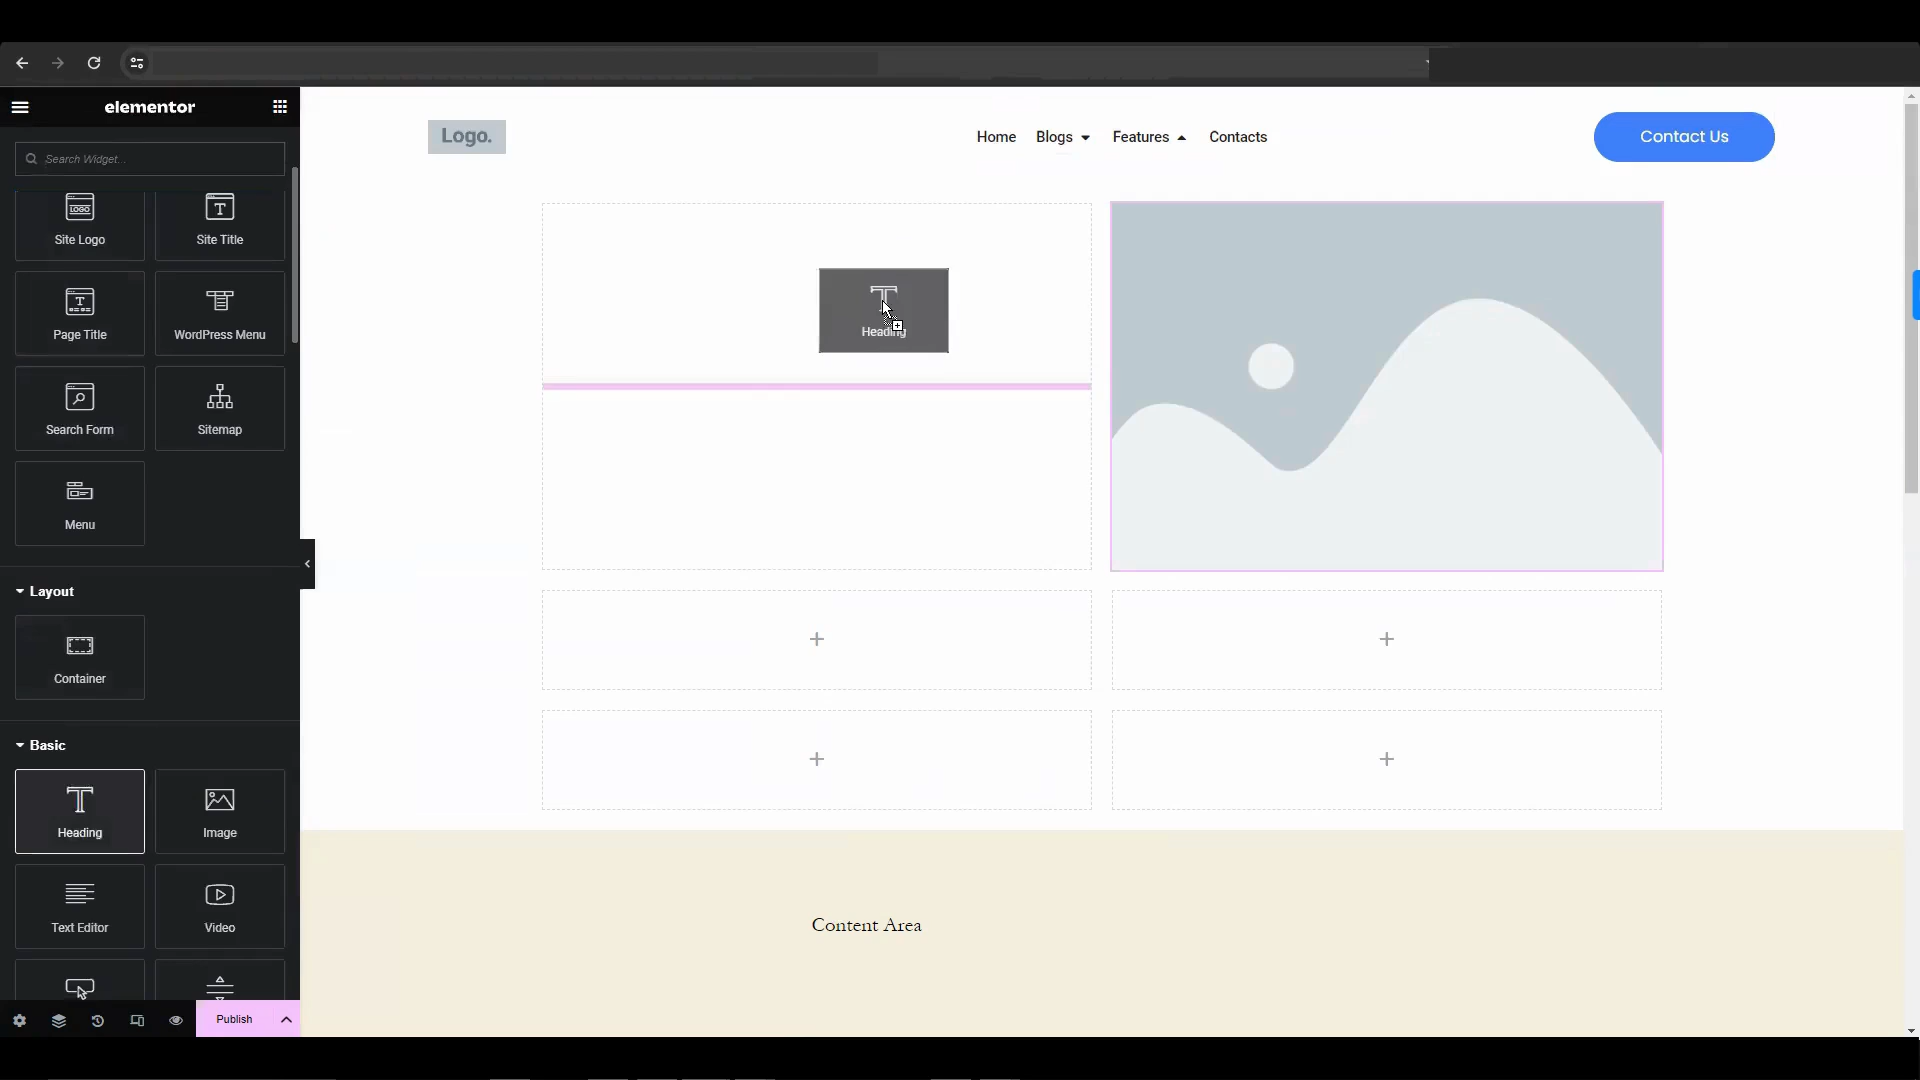 elementor
Search Widget...
Site Logo
Site Title
Page Title
WordPress Menu
Search Form
Sitemap
Menu
Layout
Container
Basic
Heading
Image
Text Editor
Video
Publish
Logo.
Home
Blogs
Features
Contacts
Contact Us
Heading
Content Area